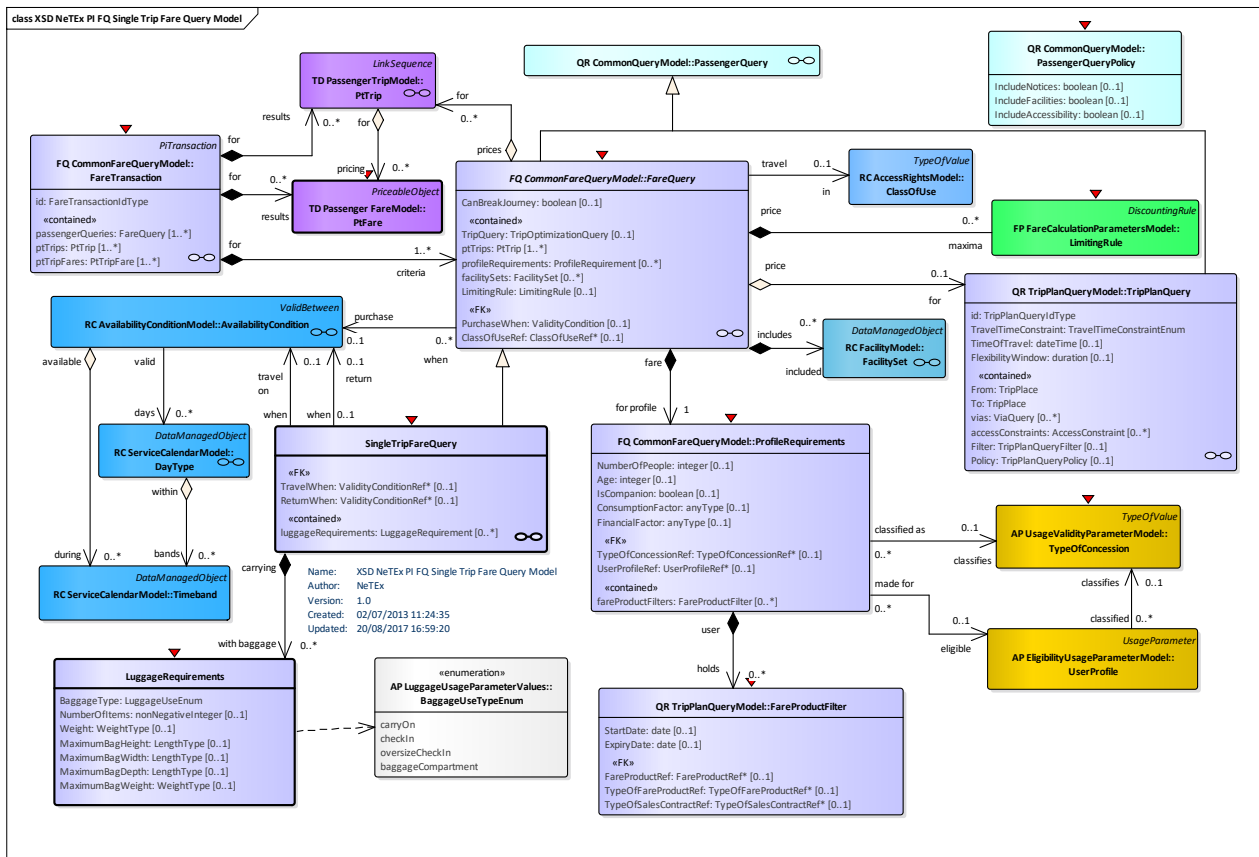 class XSD NeTEx PI FQ Single Trip Fare Query Model
LinkSequence
TD PassengerTripModel::
PtTrip
QR CommonQueryModel::PassengerQuery
QR CommonQueryModel::
PassengerQueryPolicy
IncludeNotices: boolean [0..1]
IncludeFacilities: boolean [0..1]
IncludeAccessibility: boolean [0..1]
PiTransaction
FQ CommonFareQueryModel::
FareTransaction
id: FareTransactionIdType
«contained»
passengerQueries: FareQuery [1..*]
ptTrips: PtTrip [1..*]
ptTripFares: PtTripFare [1..*]
for
results
0..*
for
0..*
results
for
1..*
criteria
for
pricing
0..*
for
0..*
prices
PriceableObject
TD Passenger FareModel::
PtFare
FQ CommonFareQueryModel::FareQuery
CanBreakJourney: boolean [0..1]
«contained»
TripQuery: TripOptimizationQuery [0..1]
ptTrips: PtTrip [1..*]
profileRequirements: ProfileRequirement [0..*]
facilitySets: FacilitySet [0..*]
LimitingRule: LimitingRule [0..1]
«FK»
PurchaseWhen: ValidityCondition [0..1]
ClassOfUseRef: ClassOfUseRef* [0..1]
travel
0..1
in
TypeOfValue
RC AccessRightsModel::
ClassOfUse
price
0..*
maxima
DiscountingRule
FP FareCalculationParametersModel::
LimitingRule
price
0..1
for
QR TripPlanQueryModel::TripPlanQuery
id: TripPlanQueryIdType
TravelTimeConstraint: TravelTimeConstraintEnum
TimeOfTravel: dateTime [0..1]
FlexibilityWindow: duration [0..1]
«contained»
From: TripPlace
To: TripPlace
vias: ViaQuery [0..*]
accessConstraints: AccessConstraint [0..*]
Filter: TripPlanQueryFilter [0..1]
Policy: TripPlanQueryPolicy [0..1]
includes
0..*
included
DataManagedObject
RC FacilityModel::
FacilitySet
ValidBetween
RC AvailabilityConditionModel::AvailabilityCondition
purchase
0..1
0..*
when
available
valid
0..1
0..1
travel
on
return
when
when
0..1
days
0..*
DataManagedObject
RC ServiceCalendarModel::
DayType
within
during
0..*
bands
0..*
DataManagedObject
RC ServiceCalendarModel::Timeband
SingleTripFareQuery
«FK»
TravelWhen: ValidityConditionRef* [0..1]
ReturnWhen: ValidityConditionRef* [0..1]
«contained»
luggageRequirements: LuggageRequirement [0..*]
carrying
with baggage
0..*
Name: XSD NeTEx PI FQ Single Trip Fare Query Model
Author: NeTEx
Version: 1.0
Created: 02/07/2013 11:24:35
Updated: 20/08/2017 16:59:20
fare
for profile
1
FQ CommonFareQueryModel::ProfileRequirements
NumberOfPeople: integer [0..1]
Age: integer [0..1]
IsCompanion: boolean [0..1]
ConsumptionFactor: anyType [0..1]
FinancialFactor: anyType [0..1]
«FK»
TypeOfConcessionRef: TypeOfConcessionRef* [0..1]
UserProfileRef: UserProfileRef* [0..1]
«contained»
fareProductFilters: FareProductFilter [0..*]
classified as
0..1
0..*
classifies
TypeOfValue
AP UsageValidityParameterModel::
TypeOfConcession
made for
0..*
0..1
eligible
classifies
0..1
classified
0..*
UsageParameter
AP EligibilityUsageParameterModel::
UserProfile
user
holds
0..*
QR TripPlanQueryModel::FareProductFilter
StartDate: date [0..1]
ExpiryDate: date [0..1]
«FK»
FareProductRef: FareProductRef* [0..1]
TypeOfFareProductRef: TypeOfFareProductRef* [0..1]
TypeOfSalesContractRef: TypeOfSalesContractRef* [0..1]
LuggageRequirements
BaggageType: LuggageUseEnum
NumberOfItems: nonNegativeInteger [0..1]
Weight: WeightType [0..1]
MaximumBagHeight: LengthType [0..1]
MaximumBagWidth: LengthType [0..1]
MaximumBagDepth: LengthType [0..1]
MaximumBagWeight: WeightType [0..1]
«enumeration»
AP LuggageUsageParameterValues::
BaggageUseTypeEnum
carryOn
checkIn
oversizeCheckIn
baggageCompartment